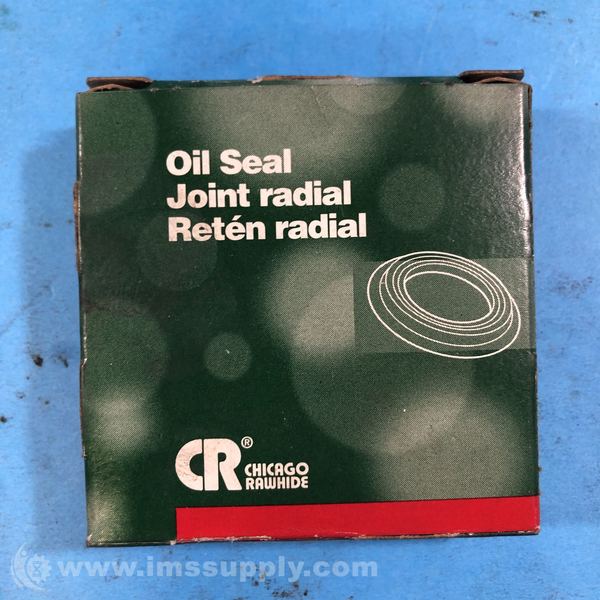 Oil Seal
Joint radial
Retén radial
CR®
CHICAGO
RAWHIDE
www.imssupply.com